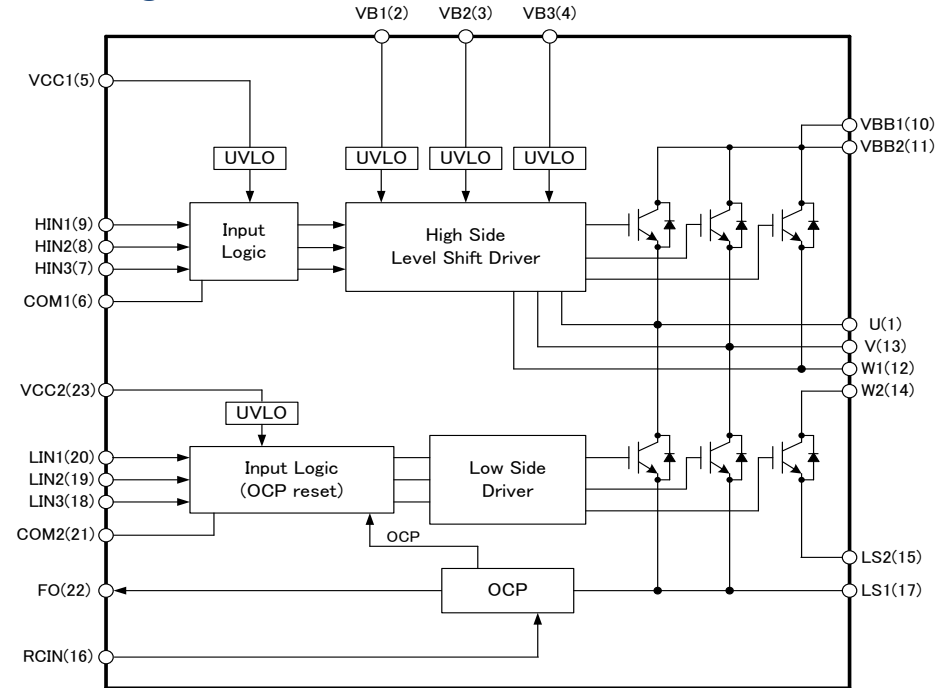 VB1(2) VB2(3) VB3(4)
VCC1(5)
VBB1(10)
VBB2(11)
UVLO UVLO UVLO UVLO
HIN1(9)
HIN2(8)
HIN3(7)
COM1(6)
Input
Logic
High Side
Level Shift Driver
U(1)
V(13)
W1(12)
W2(14)
VCC2(23)
UVLO
LIN1(20)
LIN2(19)
LIN3(18)
COM2(21)
Input Logic
(OCP reset)
Low Side
Driver
OCP
LS2(15)
FO(22)
OCP
LS1(17)
RCIN(16)